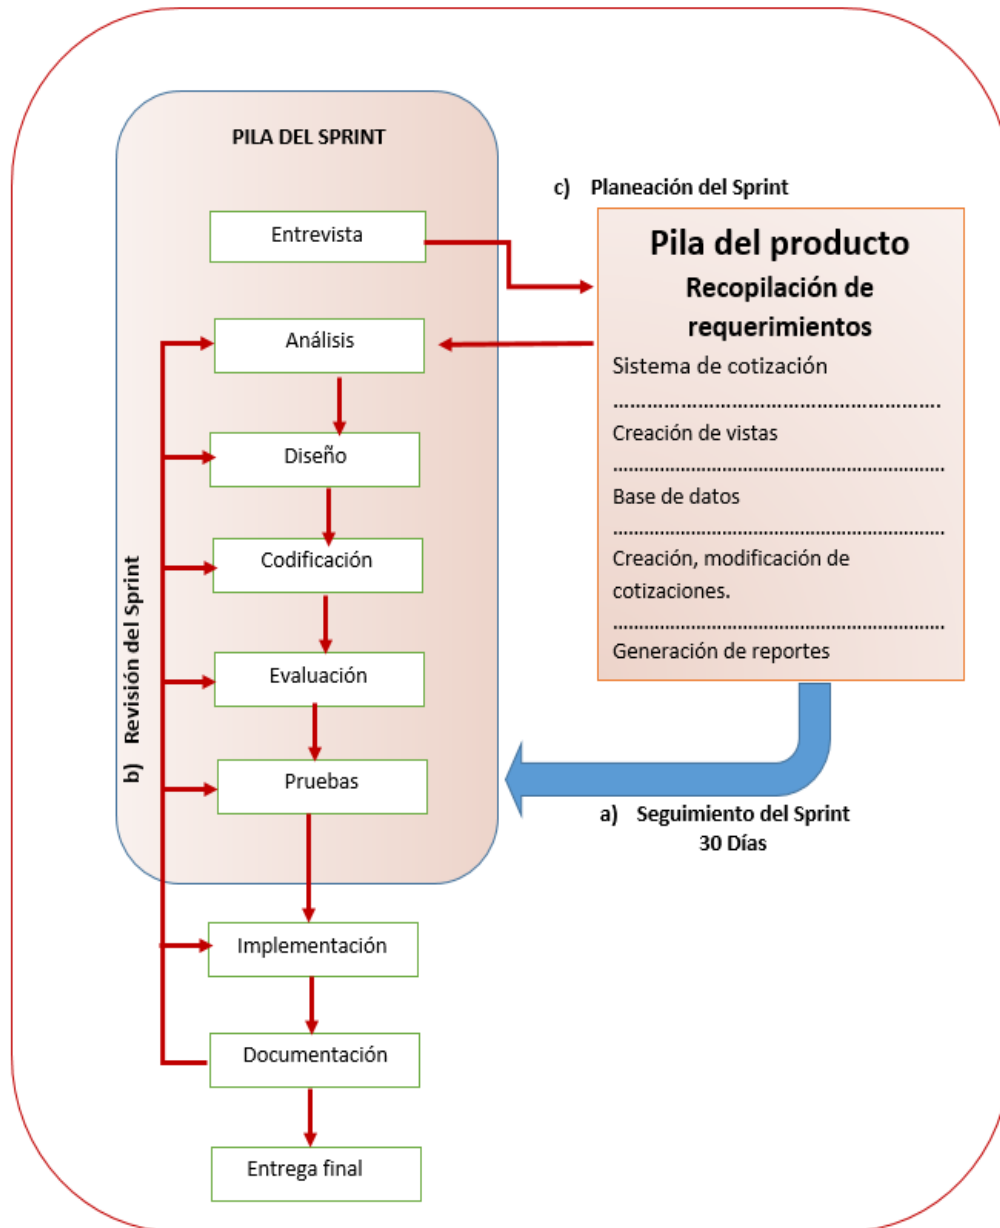 PILA DEL SPRINT
Entrevista
Análisis
Diseño
Codificación
Evaluación
Pruebas
Implementación
Documentación
Entrega final
b) Revisión del Sprint
c) Planeación del Sprint
Pila del producto
Recopilación de
requerimientos
Sistema de cotización
Creación de vistas
Base de datos
Creación, modificación de
cotizaciones.
Generación de reportes
a) Seguimiento del Sprint
30 Días